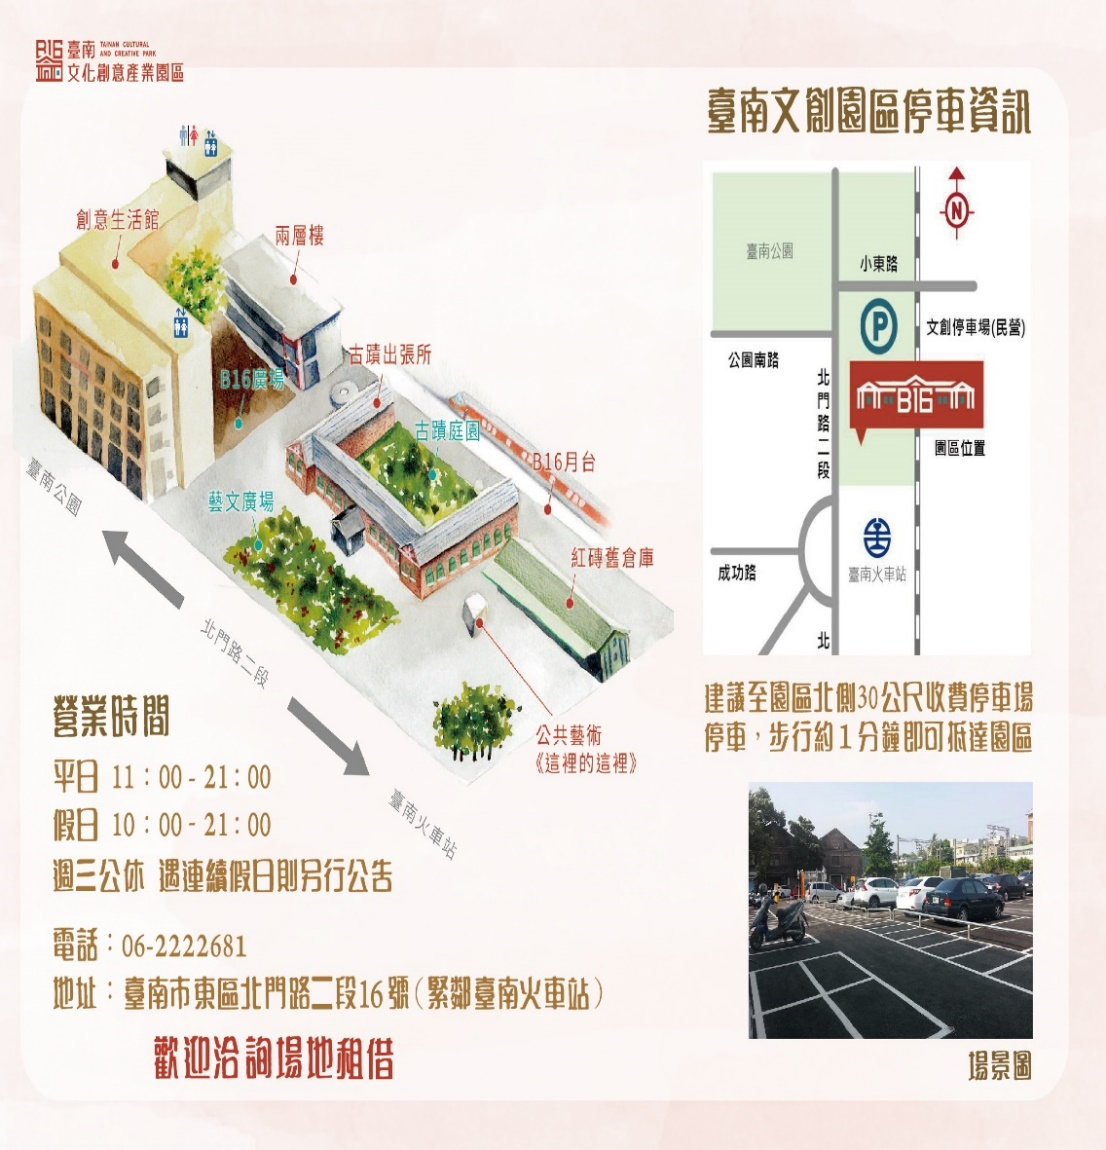 B16
臺南 TAINAN CULTURAL
AND CREATIVE PARK
文化創意產業園區
臺南文創園區停車資訊
創意生活館
兩層樓
古蹟出張所
B16廣場
古蹟庭園
B16月台
藝文廣場
紅磚舊倉庫
臺南公園
北門路二段
臺南火車站
公共藝術
《這裡的這裡》
N
臺南公園
小東路
P
文創停車場(民營)
公園南路
北門路二段
B16
園區位置
成功路
臺南火車站
北
建議至園區北側30公尺收費停車場
停車，步行約1分鐘即可抵達園區
營業時間
平日 11：00 - 21：00
假日 10：00 - 21：00
週三公休 遇連續假日則另行公告
電話：06-2222681
地址：臺南市東區北門路二段16號（緊鄰臺南火車站）
歡迎洽詢場地租借
場景圖